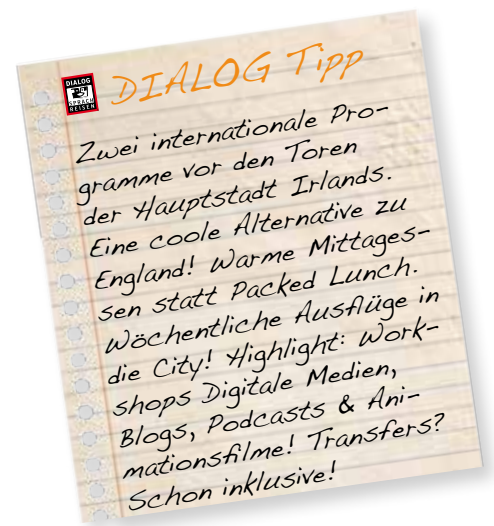 DIALOG
SPRACH
REISEN
DIALOG Tipp
Zwei internationale Pro-
gramme vor den Toren
der Hauptstadt Irlands.
Eine coole Alternative zu
England! Warme Mittages-
sen statt Packed Lunch.
Wöchentliche Ausflüge in
die City! Highlight: Work-
shops Digitale Medien,
Blogs, Podcasts & Ani-
mationsfilme! Transfers?
Schon inklusive!